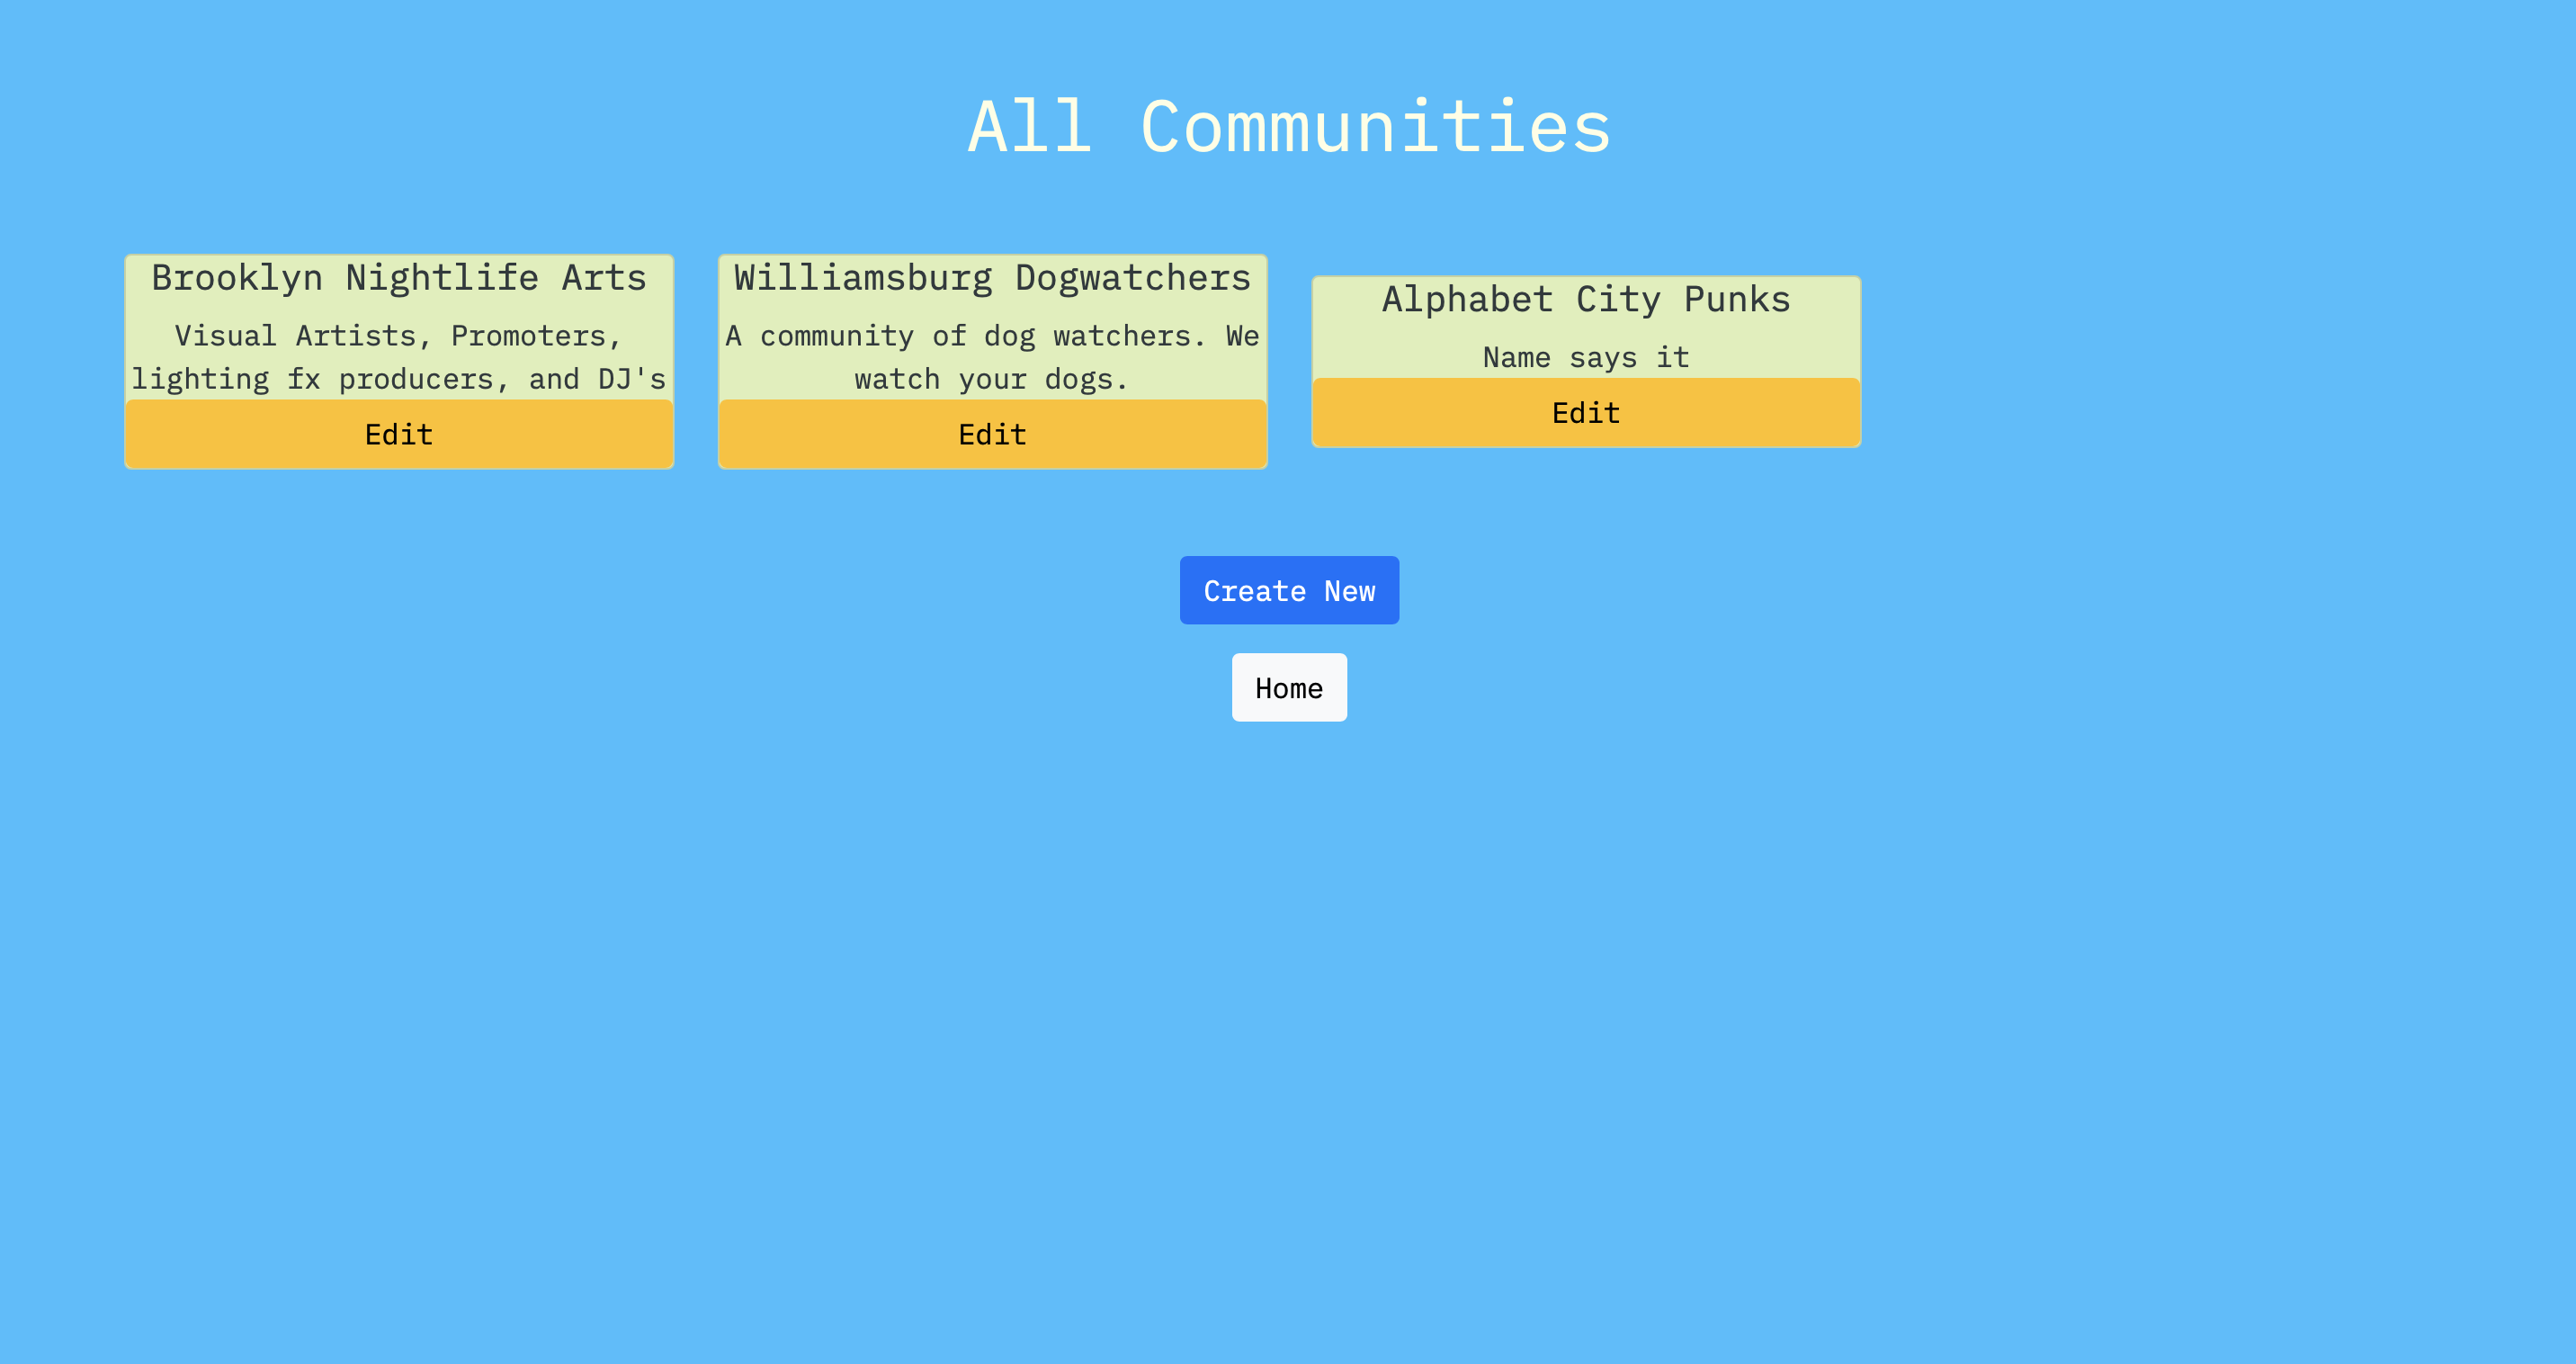 All Communities
Brooklyn Nightlife Arts
Visual Artists, Promoters,
lighting fx producers, and DJ's
Edit
Williamsburg Dogwatchers
A community of dog watchers. We
watch your dogs.
Edit
Alphabet City Punks
Name says it
Edit
Create New
Home